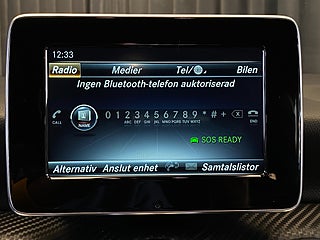 12:33
Radio Medier Tel/ Bilen
Ingen Bluetooth-telefon auktoriserad
0 1 2 3 4 5 6 7 8 9 * # +
ABC DEF GHI JKL MNO PQRS TUV WXYZ
CALL NAME END
SOS READY
Alternativ Anslut enhet Samtalslistor